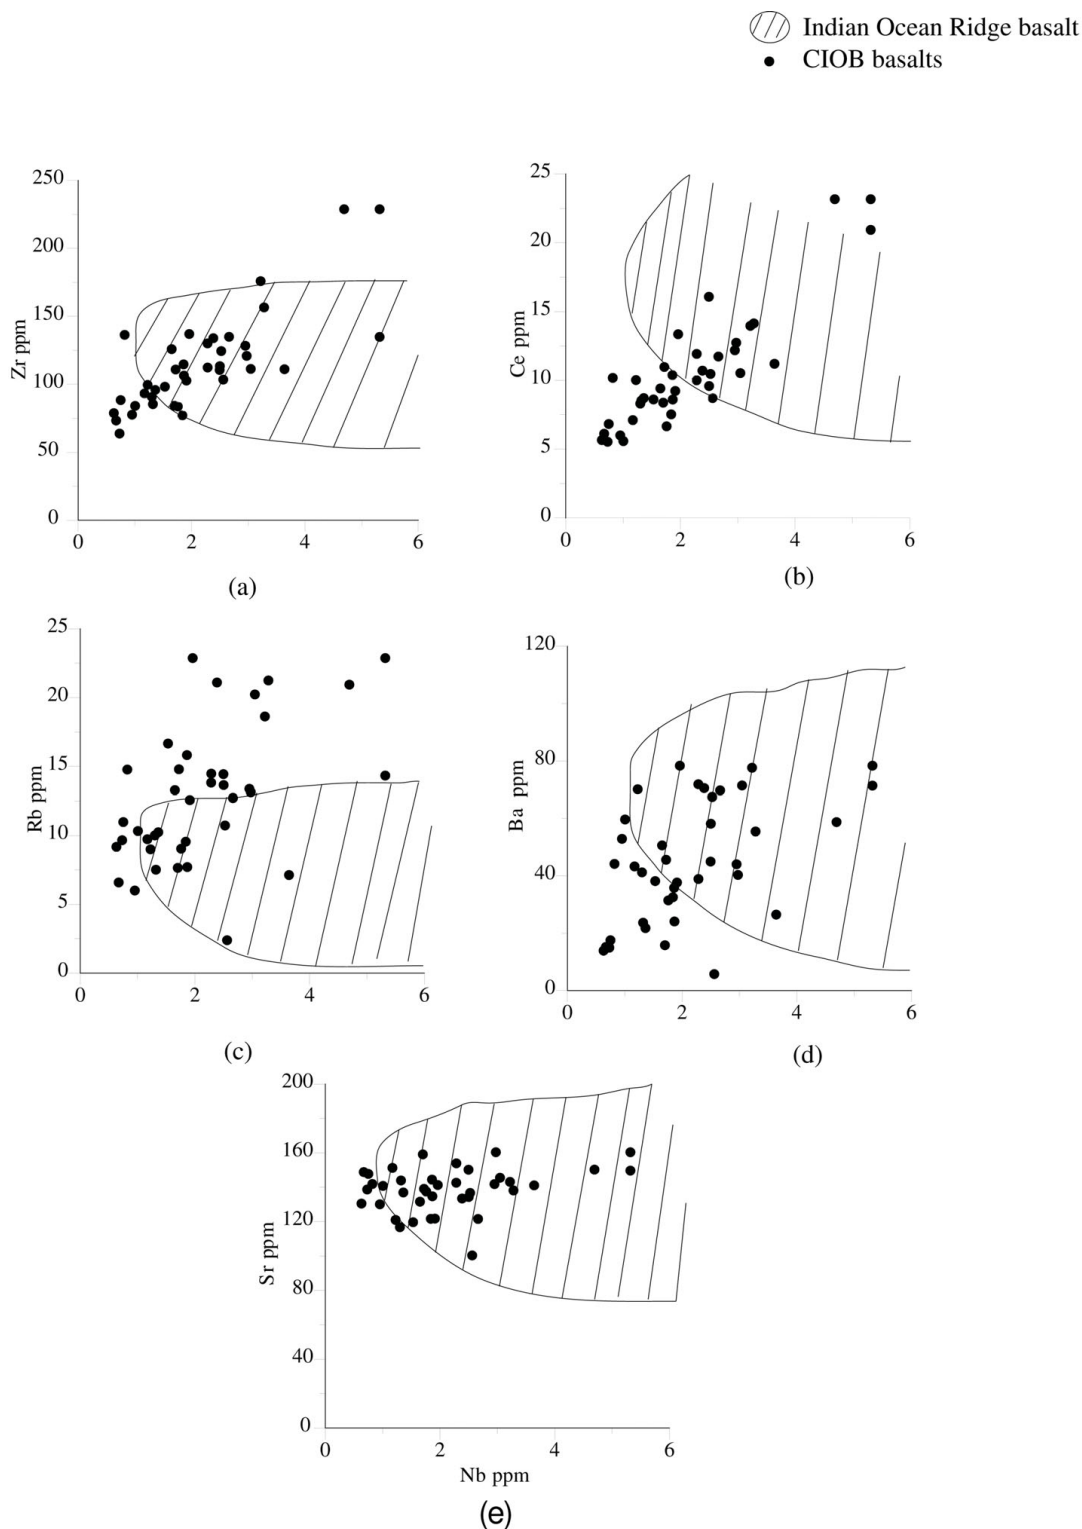 Indian Ocean Ridge basalt
CIOB basalts
250
200
150
100
50
0
Zr ppm
0 2 4 6
(a)
25
20
15
10
5
0
Ce ppm
0 2 4 6
(b)
25
20
15
10
5
0
Rb ppm
0 2 4 6
(c)
120
80
40
0
Ba ppm
0 2 4 6
(d)
200
160
120
80
40
0
Sr ppm
0 2 4 6
Nb ppm
(e)